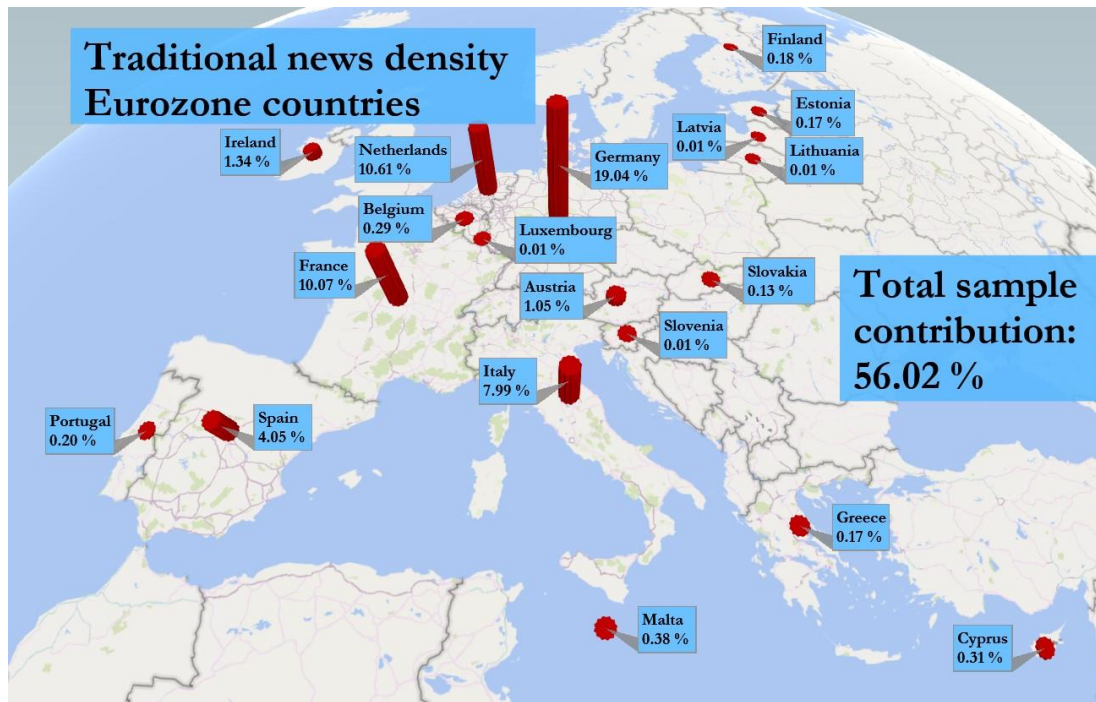 Traditional news density
Eurozone countries
Finland
0.18 %
Estonia
0.17 %
Latvia
0.01 %
Lithuania
0.01 %
Ireland
1.34 %
Netherlands
10.61 %
Germany
19.04 %
Belgium
0.29 %
Luxembourg
0.01 %
France
10.07 %
Austria
1.05 %
Slovakia
0.13 %
Slovenia
0.01 %
Total sample
contribution:
56.02 %
Italy
7.99 %
Portugal
0.20 %
Spain
4.05 %
Greece
0.17 %
Malta
0.38 %
Cyprus
0.31 %